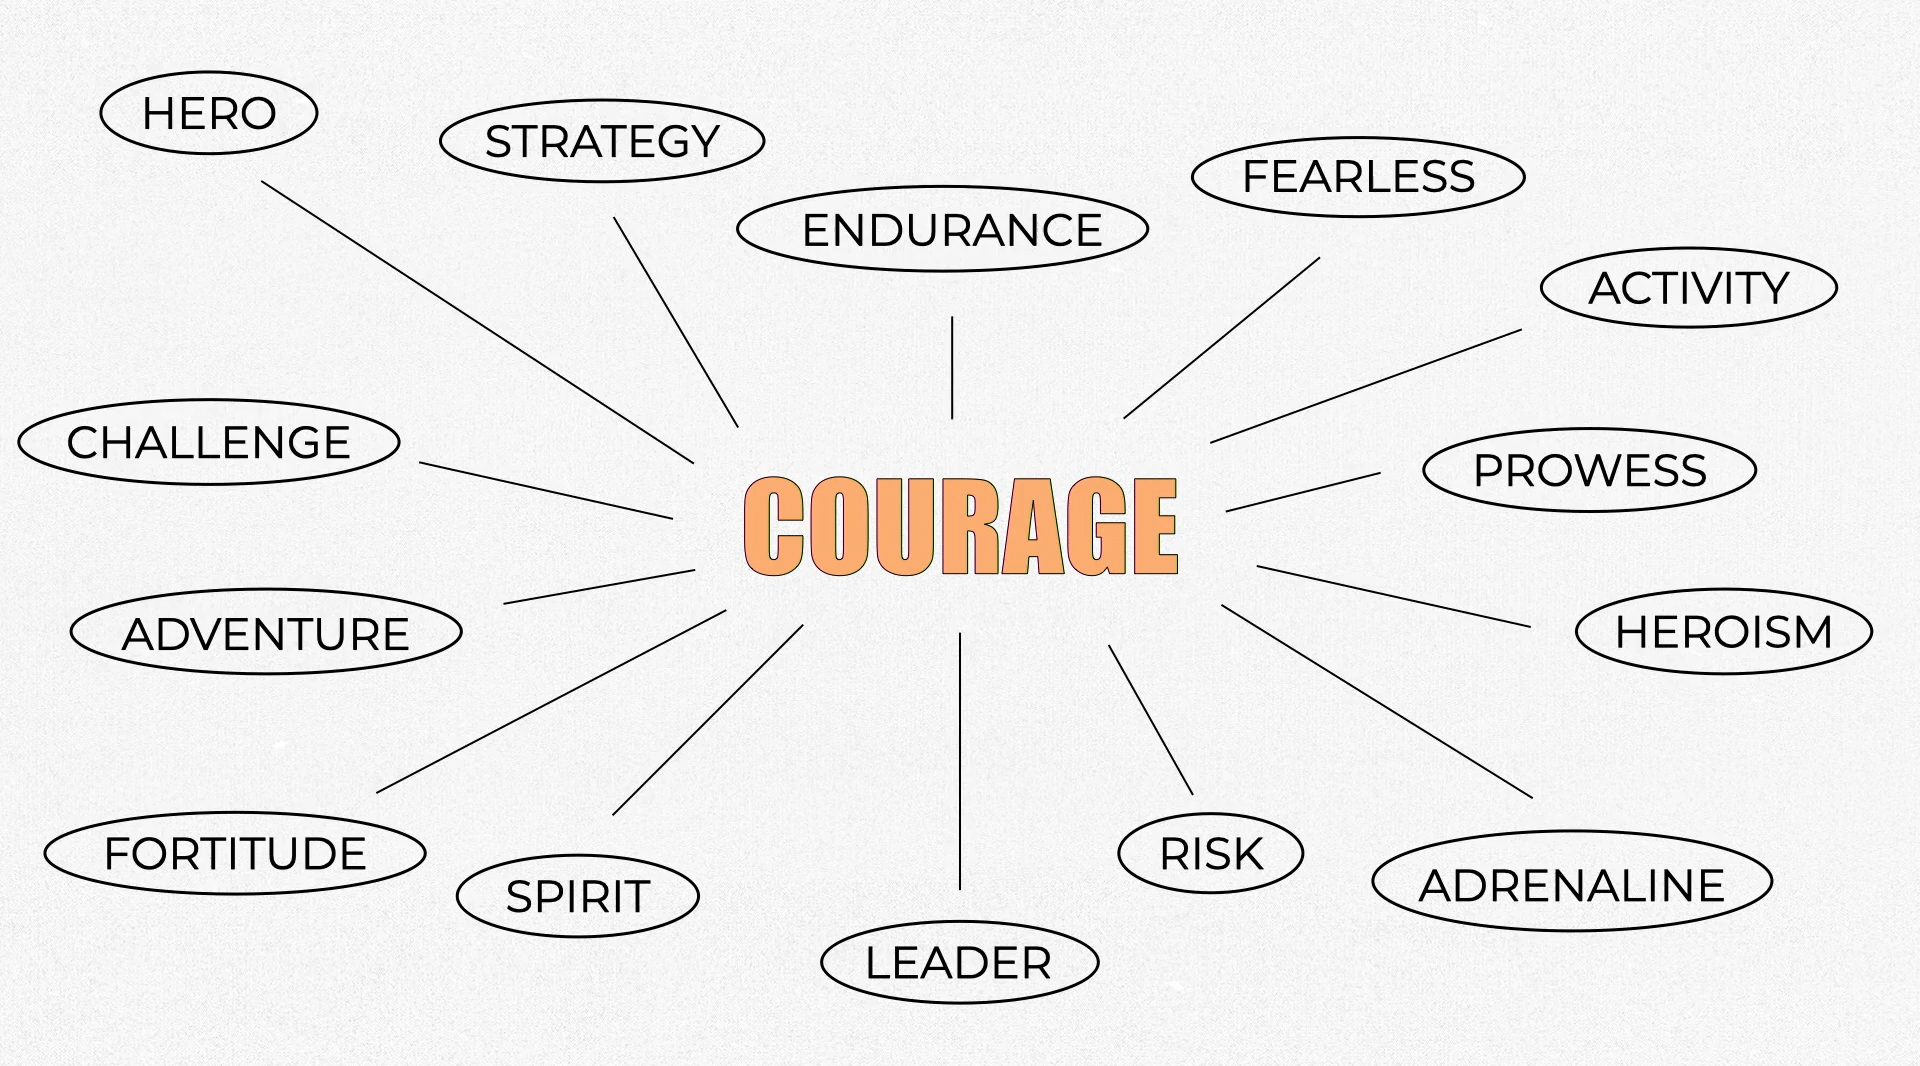 HERO
STRATEGY
ENDURANCE
FEARLESS
ACTIVITY
CHALLENGE
PROWESS
COURAGE
ADVENTURE
HEROISM
FORTITUDE
SPIRIT
LEADER
RISK
ADRENALINE